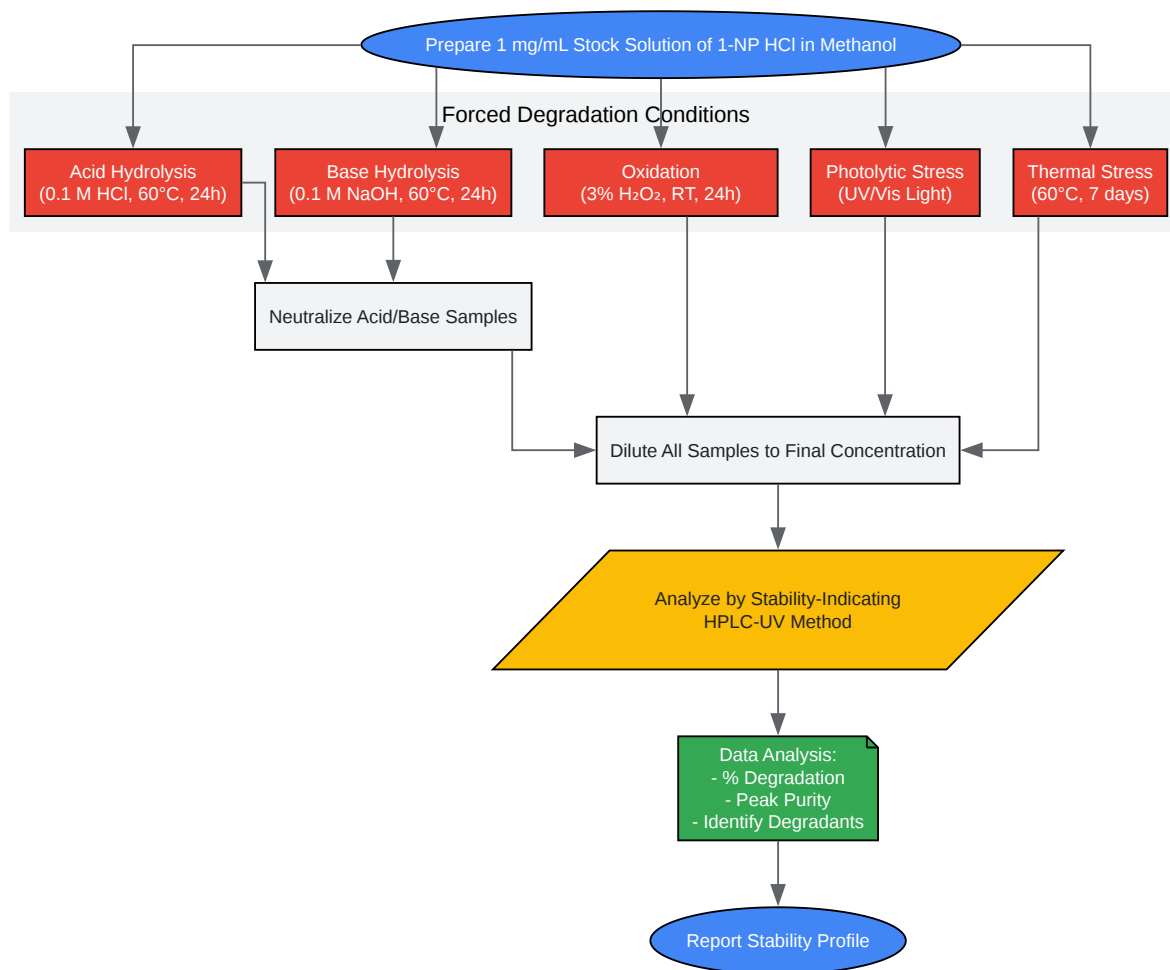 Prepare 1 mg/mL Stock Solution of 1-NP HCl in Methanol
Forced Degradation Conditions
Acid Hydrolysis
(0.1 M HCl, 60°C, 24h)
Base Hydrolysis
(0.1 M NaOH, 60°C, 24h)
Oxidation
(3% H₂O₂, RT, 24h)
Photolytic Stress
(UV/Vis Light)
Thermal Stress
(60°C, 7 days)
Neutralize Acid/Base Samples
Dilute All Samples to Final Concentration
Analyze by Stability-Indicating
HPLC-UV Method
Data Analysis:
- % Degradation
- Peak Purity
- Identify Degradants
Report Stability Profile